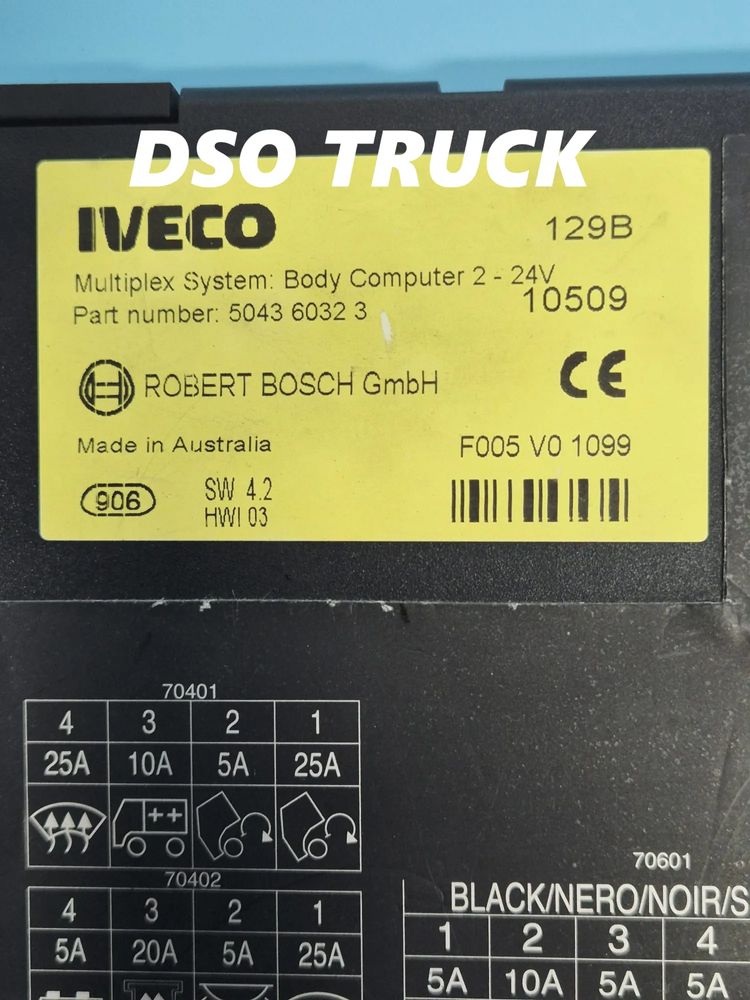 DSO TRUCK
IVECO 129B
Multiplex System: Body Computer 2 - 24V
10509
Part number: 5043 6032 3
ROBERT BOSCH GmbH CE
Made in Australia F005 V0 1099
906 SW 4.2
HWI 03
70401
4 3 2 1
25A 10A 5A 25A
++
70402
4 3 2 1
5A 20A 5A 25A
70601
BLACK/NERO/NOIR/S
1 2 3 4
5A 10A 5A 5A